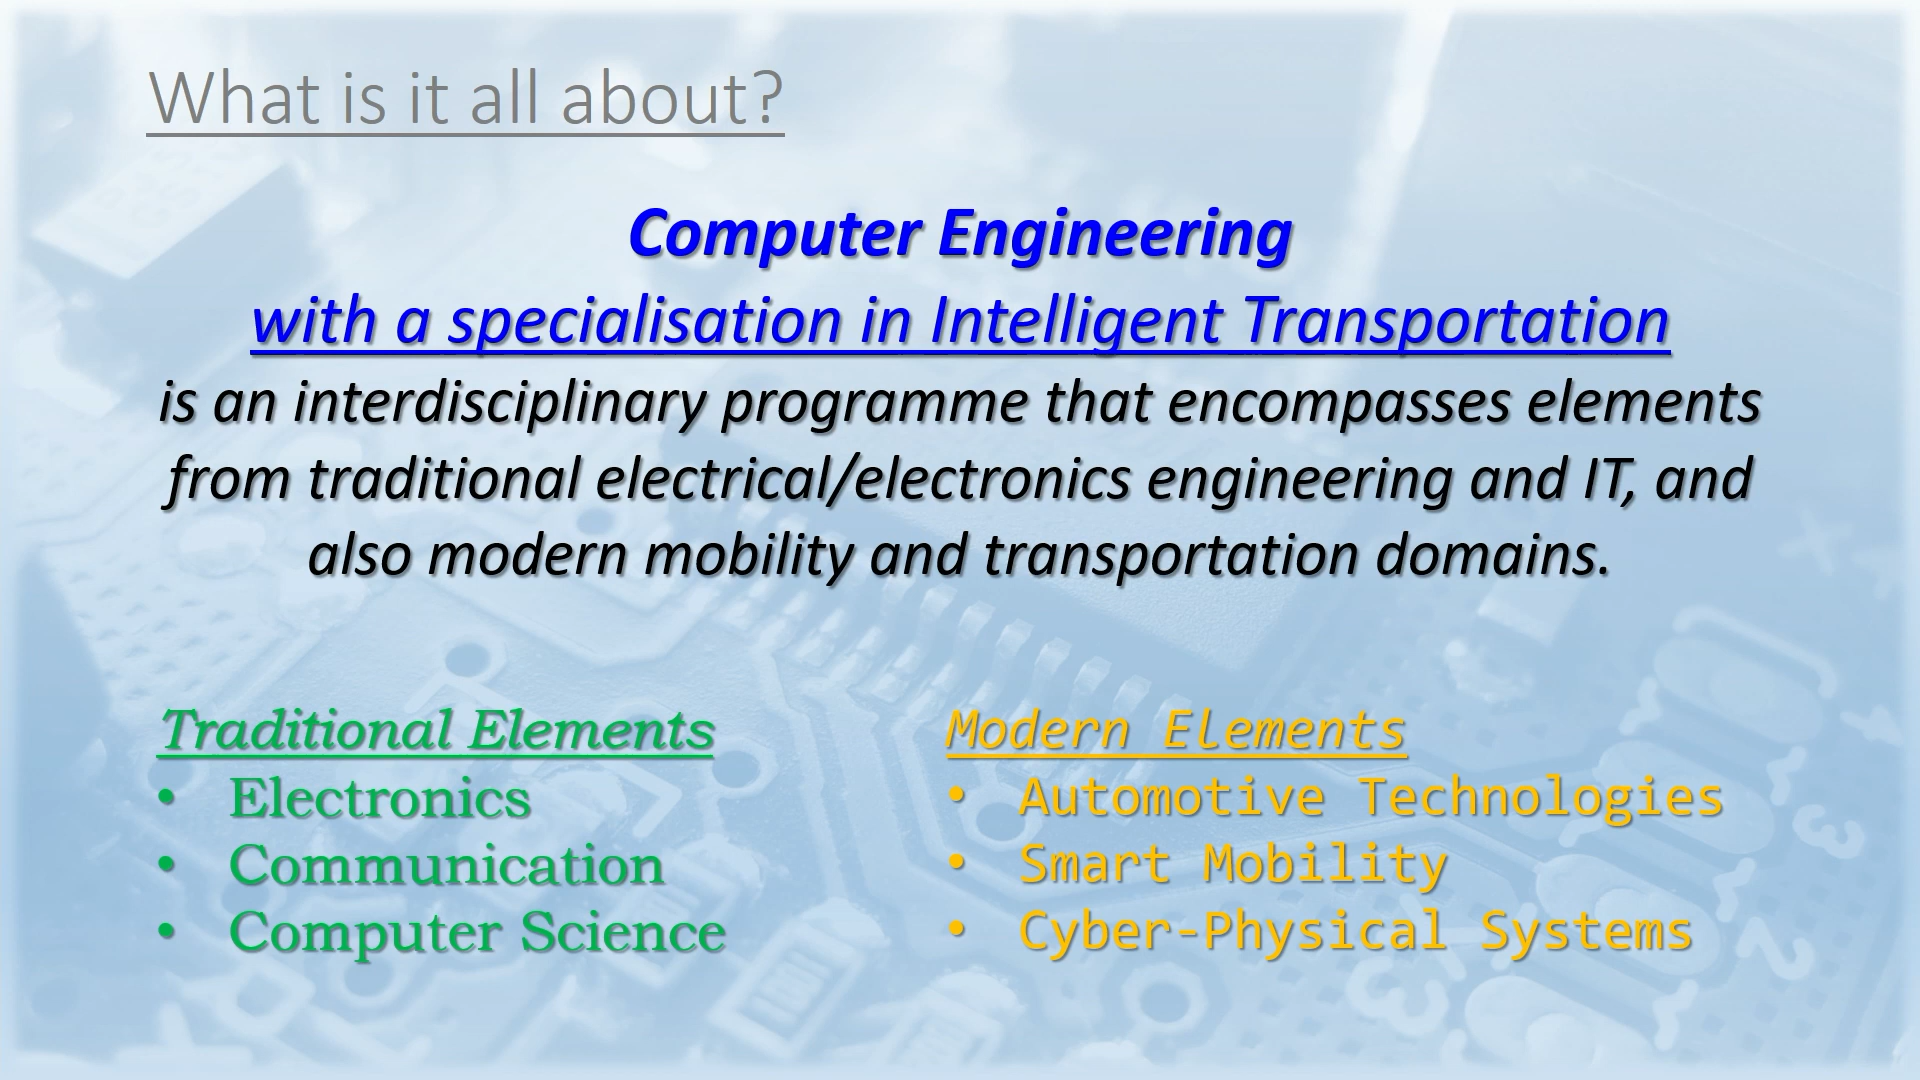 What is it all about?
Computer Engineering
with a specialisation in Intelligent Transportation
is an interdisciplinary programme that encompasses elements
from traditional electrical/electronics engineering and IT, and
also modern mobility and transportation domains.
Traditional Elements
• Electronics
• Communication
• Computer Science
Modern Elements
• Automotive Technologies
• Smart Mobility
• Cyber-Physical Systems